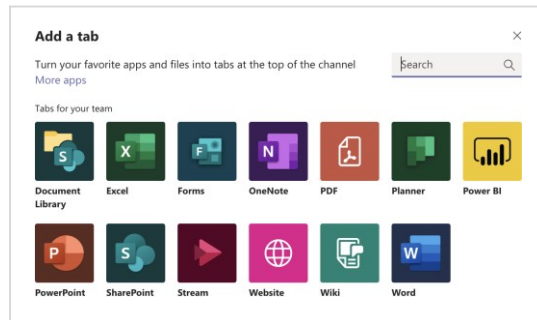 Add a tab
Turn your favorite apps and files into tabs at the top of the channel
Search
More apps
Tabs for your team
S X F N
Document Library Excel Forms OneNote PDF Planner Power BI
P S W
PowerPoint SharePoint Stream Website Wiki Word